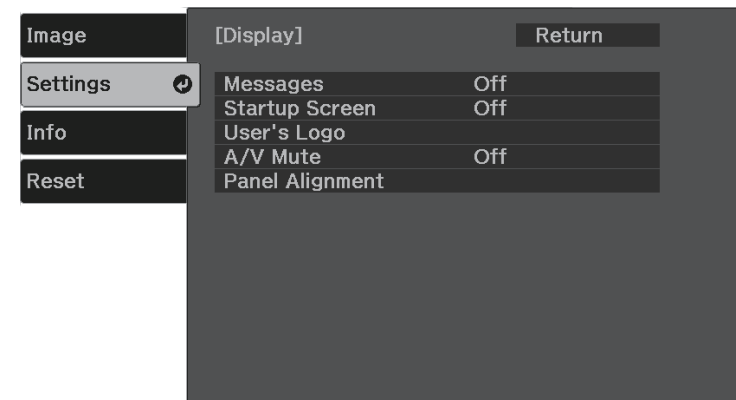 Image
Settings
Info
Reset
[Display] Return
Messages Off
Startup Screen Off
User's Logo
A/V Mute Off
Panel Alignment